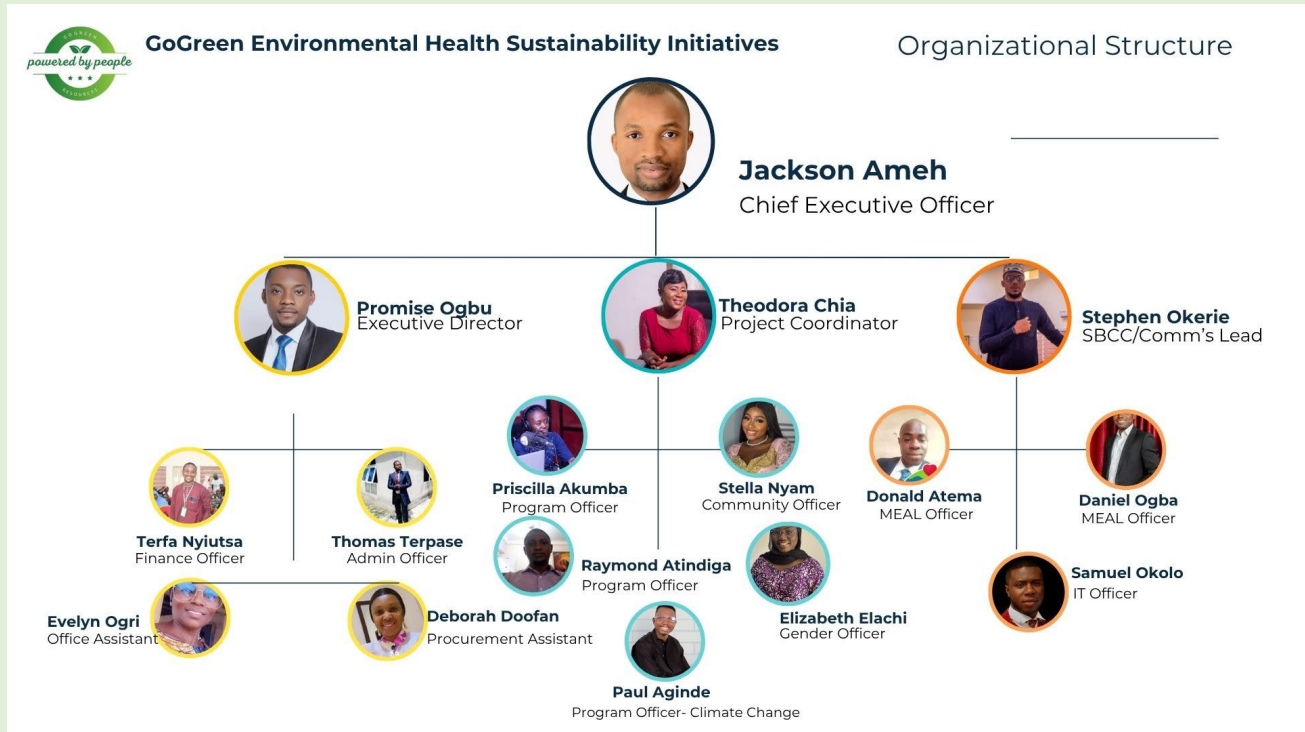 GOGREEN
powered by people
RESOURCES
GoGreen Environmental Health Sustainability Initiatives
Organizational Structure
Jackson Ameh
Chief Executive Officer
Promise Ogbu
Executive Director
Theodora Chia
Project Coordinator
Stephen Okerie
SBCC/Comm's Lead
Terfa Nyiutsa
Finance Officer
Thomas Terpase
Admin Officer
Evelyn Ogri
Office Assistant
Deborah Doofan
Procurement Assistant
Priscilla Akumba
Program Officer
Stella Nyam
Community Officer
Raymond Atindiga
Program Officer
Elizabeth Elachi
Gender Officer
Paul Aginde
Program Officer- Climate Change
Donald Atema
MEAL Officer
Daniel Ogba
MEAL Officer
Samuel Okolo
IT Officer